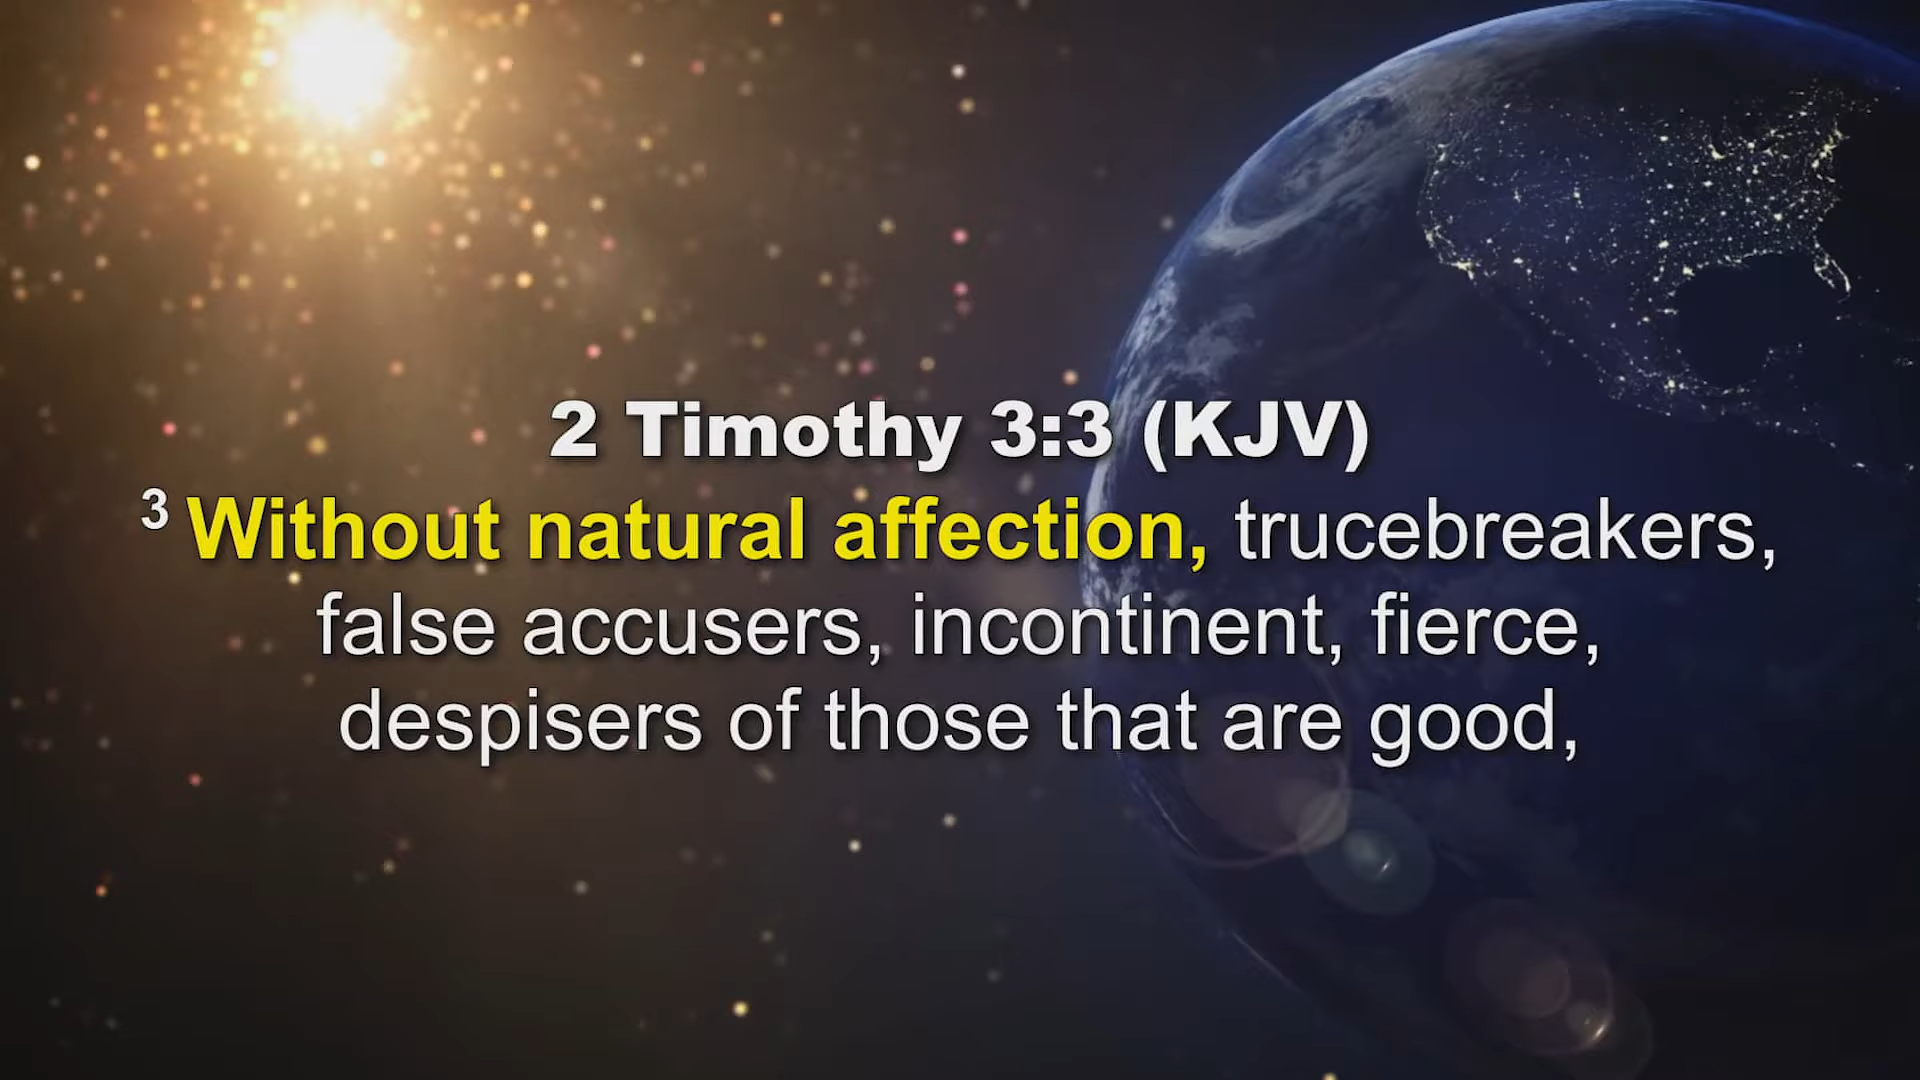 2 Timothy 3:3 (KJV)
3 Without natural affection, trucebreakers,
false accusers, incontinent, fierce,
despisers of those that are good,